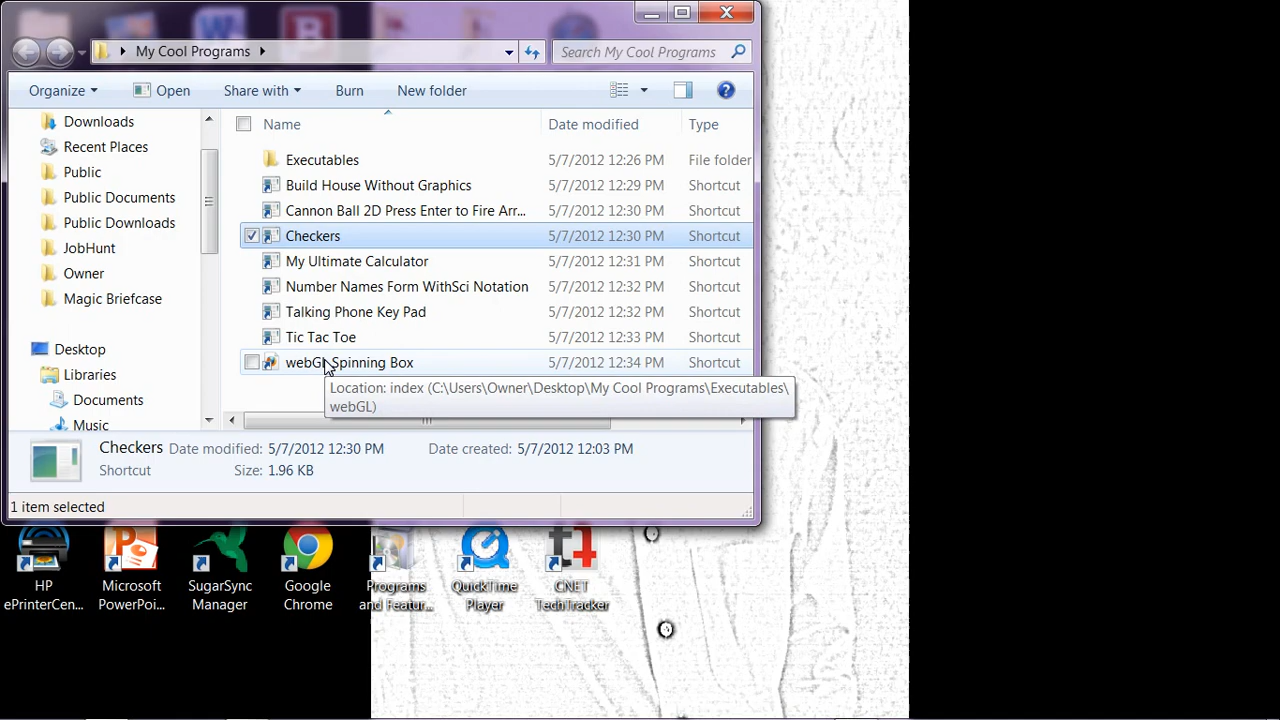 My Cool Programs
Search My Cool Programs
Organize
Open
Share with
Burn
New folder
Downloads
Recent Places
Public
Public Documents
Public Downloads
JobHunt
Owner
Magic Briefcase
Desktop
Libraries
Documents
Music
Name Date modified Type
Executables 5/7/2012 12:26 PM File folder
Build House Without Graphics 5/7/2012 12:29 PM Shortcut
Cannon Ball 2D Press Enter to Fire Arr... 5/7/2012 12:30 PM Shortcut
Checkers 5/7/2012 12:30 PM Shortcut
My Ultimate Calculator 5/7/2012 12:31 PM Shortcut
Number Names Form WithSci Notation 5/7/2012 12:32 PM Shortcut
Talking Phone Key Pad 5/7/2012 12:32 PM Shortcut
Tic Tac Toe 5/7/2012 12:33 PM Shortcut
webGL Spinning Box 5/7/2012 12:34 PM Shortcut
Location: index (C:\Users\Owner\Desktop\My Cool Programs\Executables\
webGL)
Checkers Date modified: 5/7/2012 12:30 PM Date created: 5/7/2012 12:03 PM
Shortcut Size: 1.96 KB
1 item selected
HP
ePrinterCen...
Microsoft
PowerPoi...
SugarSync
Manager
Google
Chrome
Programs
and Featur...
QuickTime
Player
CNET
TechTracker